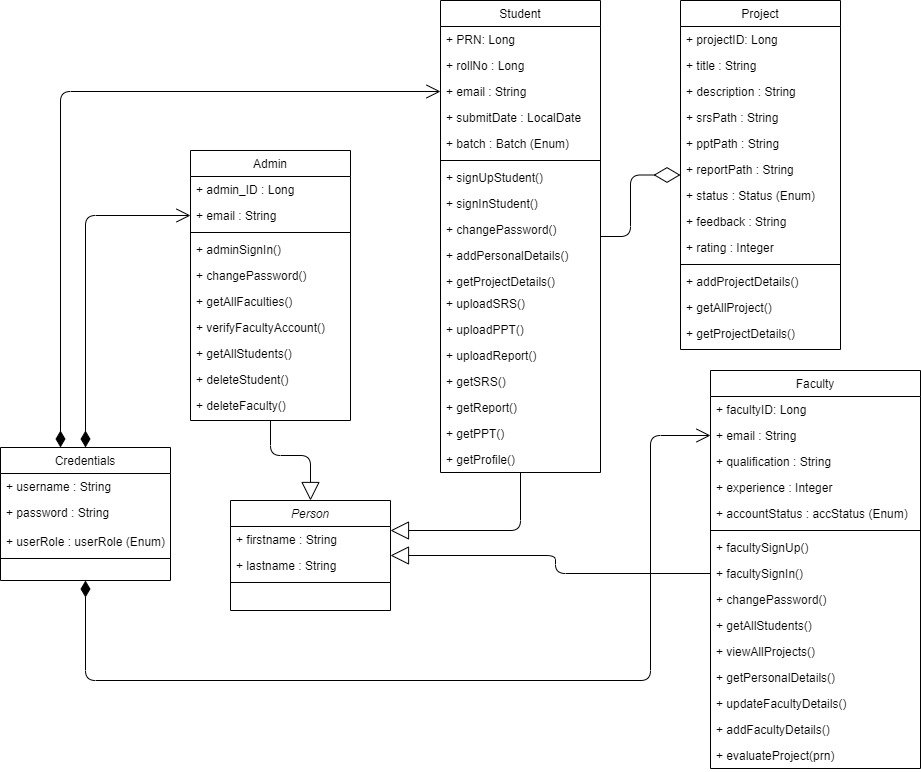 Student
+ PRN: Long
+ rollNo : Long
+ email : String
+ submitDate : LocalDate
+ batch : Batch (Enum)
+ signUpStudent()
+ signInStudent()
+ changePassword()
+ addPersonalDetails()
+ getProjectDetails()
+ uploadSRS()
+ uploadPPT()
+ uploadReport()
+ getSRS()
+ getReport()
+ getPPT()
+ getProfile()
Project
+ projectID: Long
+ title : String
+ description : String
+ srsPath : String
+ pptPath : String
+ reportPath : String
+ status : Status (Enum)
+ feedback : String
+ rating : Integer
+ addProjectDetails()
+ getAllProject()
+ getProjectDetails()
Admin
+ admin_ID : Long
+ email : String
+ adminSignIn()
+ changePassword()
+ getAllFaculties()
+ verifyFacultyAccount()
+ getAllStudents()
+ deleteStudent()
+ deleteFaculty()
Faculty
+ facultyID: Long
+ email : String
+ qualification : String
+ experience : Integer
+ accountStatus : accStatus (Enum)
+ facultySignUp()
+ facultySignIn()
+ changePassword()
+ getAllStudents()
+ viewAllProjects()
+ getPersonalDetails()
+ updateFacultyDetails()
+ addFacultyDetails()
+ evaluateProject(prn)
Credentials
+ username : String
+ password : String
+ userRole : userRole (Enum)
Person
+ firstname : String
+ lastname : String